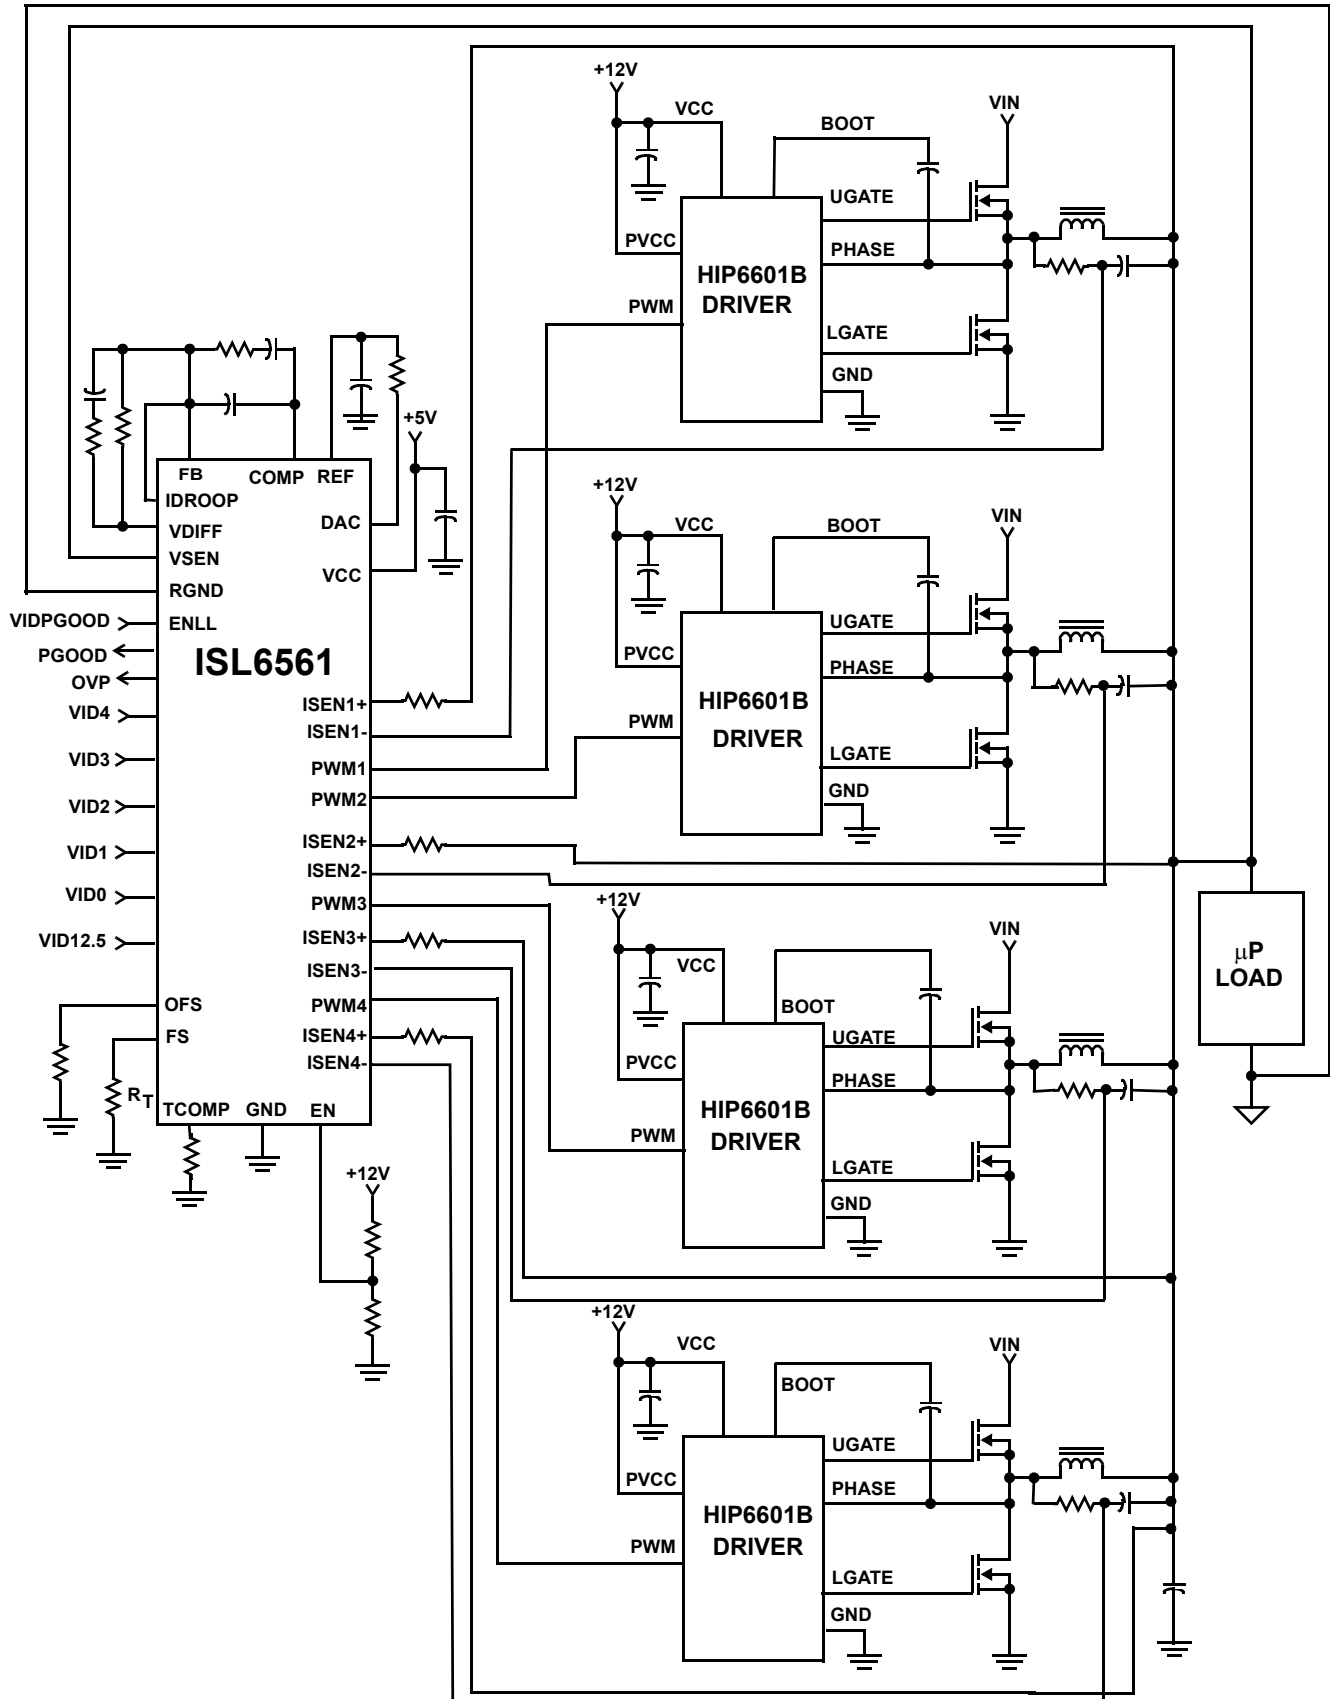 +12V
VCC
BOOT
VIN
UGATE
PVCC
PHASE
HIP6601B
DRIVER
PWM
LGATE
GND
+5V
FB
COMP
REF
IDROOP
DAC
VDIFF
VSEN
VCC
RGND
VIDPGOOD
ENLL
PGOOD
ISL6561
OVP
VID4
ISEN1+
ISEN1-
VID3
PWM1
PWM2
VID2
ISEN2+
VID1
ISEN2-
VID0
PWM3
ISEN3+
VID12.5
ISEN3-
OFS
PWM4
FS
ISEN4+
ISEN4-
RT
TCOMP
GND
EN
+12V
+12V
VCC
BOOT
VIN
UGATE
PVCC
PHASE
HIP6601B
DRIVER
PWM
LGATE
GND
+12V
VCC
BOOT
VIN
UGATE
PVCC
PHASE
HIP6601B
DRIVER
PWM
LGATE
GND
µP
LOAD
+12V
VCC
BOOT
VIN
UGATE
PVCC
PHASE
HIP6601B
DRIVER
PWM
LGATE
GND